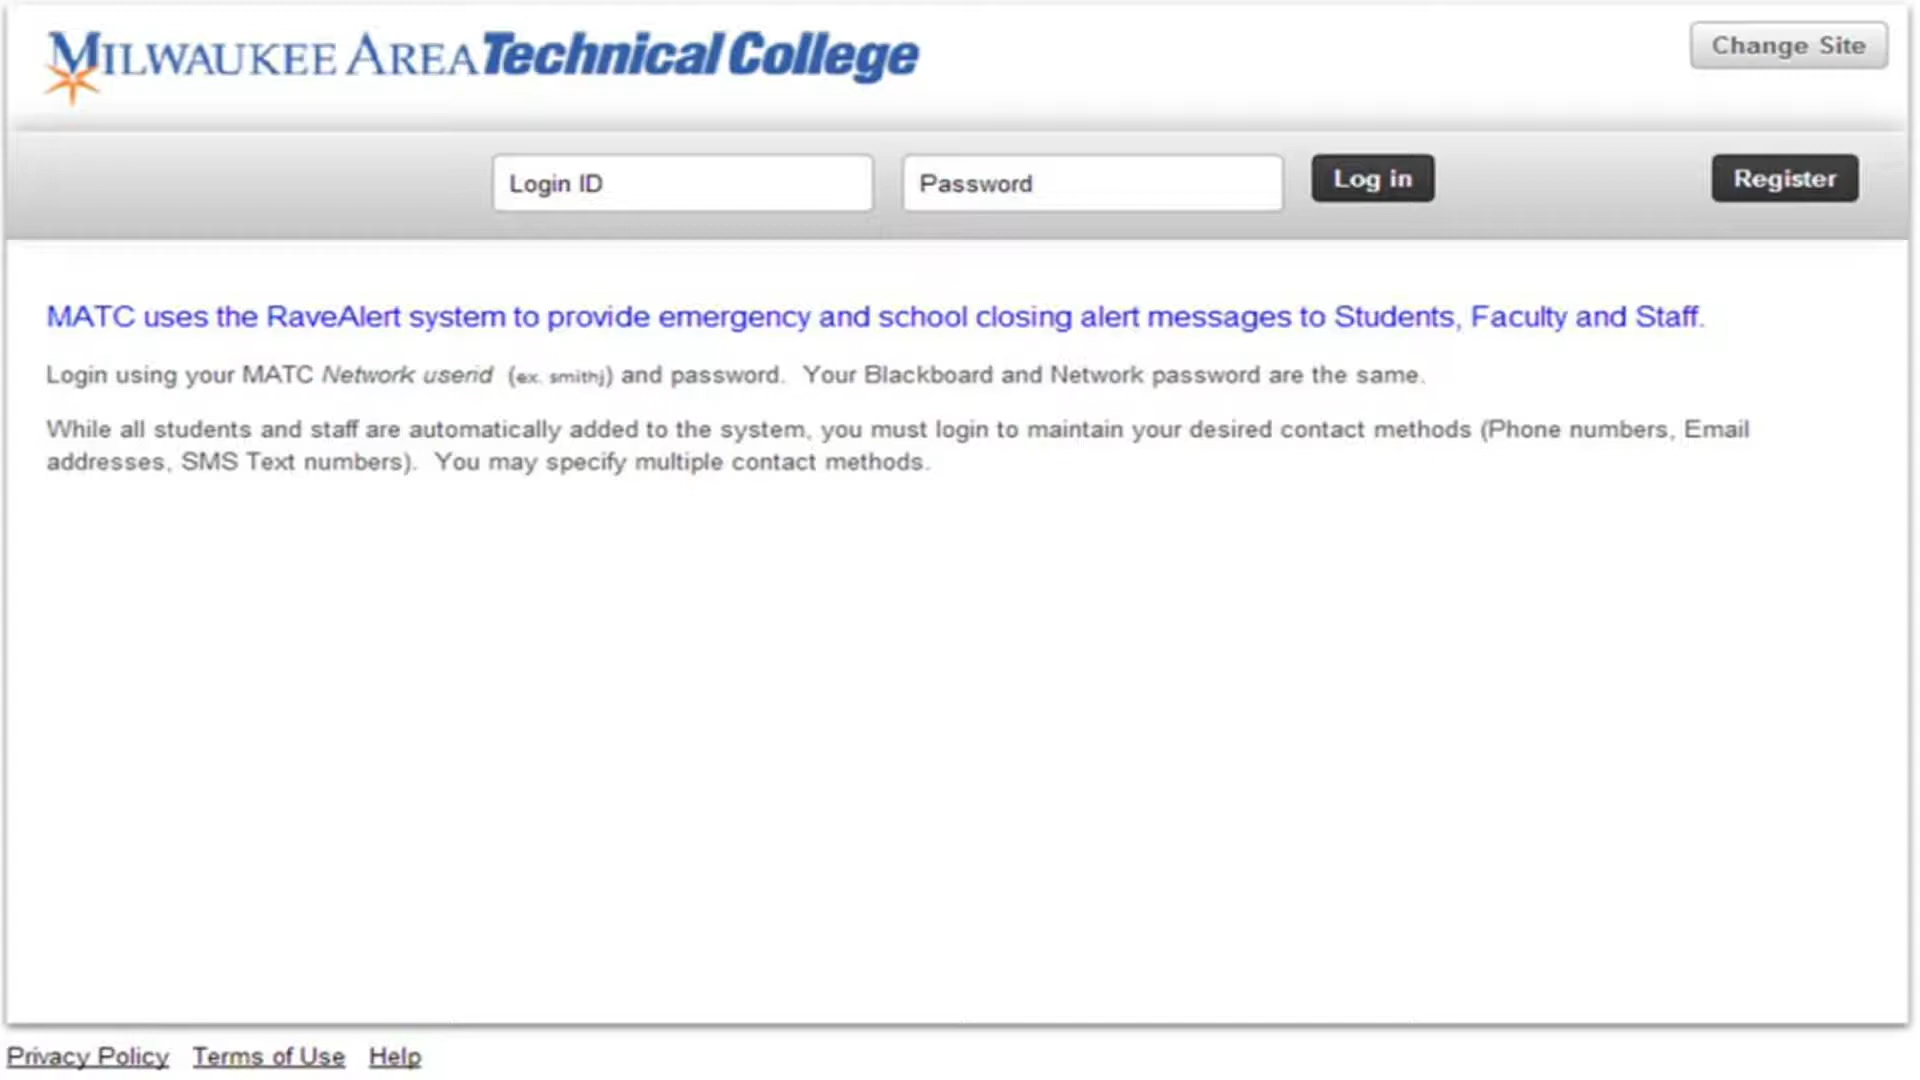 MILWAUKEE AREA Technical College
Change Site
Login ID
Password
Log in
Register
MATC uses the RaveAlert system to provide emergency and school closing alert messages to Students, Faculty and Staff.
Login using your MATC Network userid (ex. smithj) and password. Your Blackboard and Network password are the same.
While all students and staff are automatically added to the system, you must login to maintain your desired contact methods (Phone numbers, Email
addresses, SMS Text numbers). You may specify multiple contact methods.
Privacy Policy Terms of Use Help